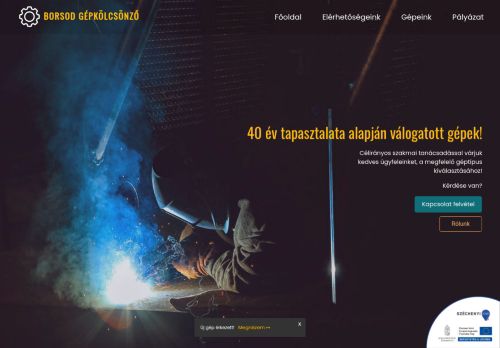 BORSOD GÉPKÖLCSÖNZŐ
Főoldal
Elérhetőségeink
Gépeink
Pályázat
40 év tapasztalata alapján válogatott gépek!
Célirányos szakmai tanácsadással várjuk
kedves ügyfeleinket, a megfelelő géptípus
kiválasztásához!
Kérdése van?
Kapcsolat felvétel
Rólunk
Új gép érkezett! Megnézem ↦
x
SZÉCHENYI